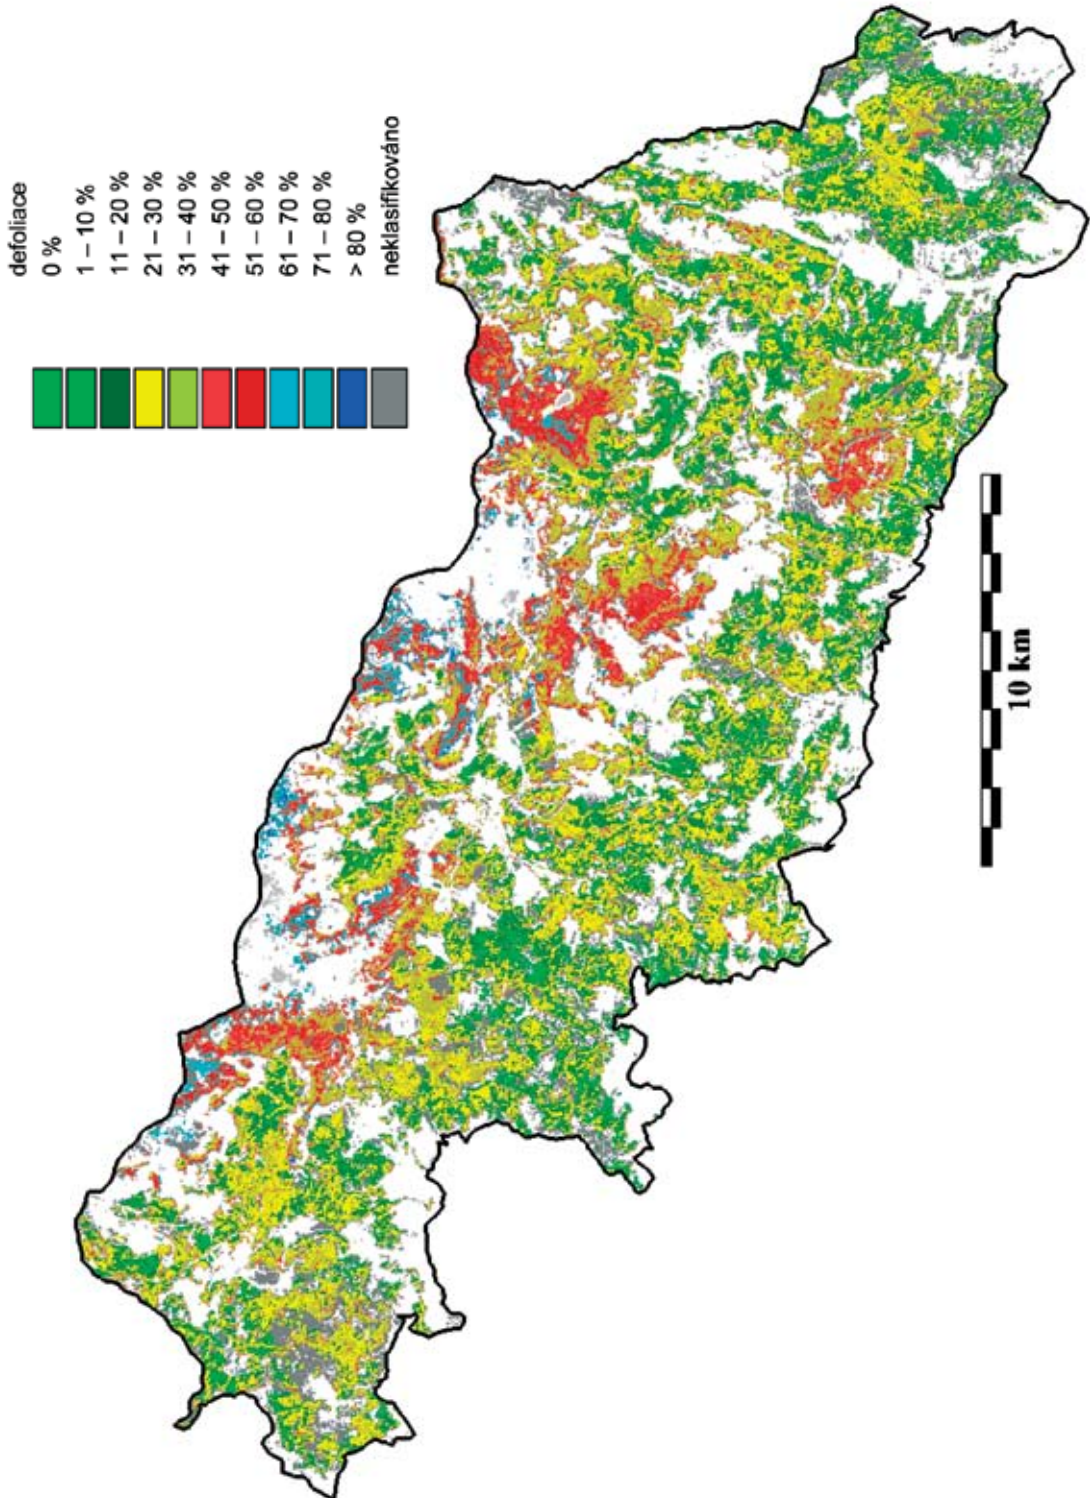 defoliace
0 %
1 – 10 %
11 – 20 %
21 – 30 %
31 – 40 %
41 – 50 %
51 – 60 %
61 – 70 %
71 – 80 %
> 80 %
neklasifikováno
10 km